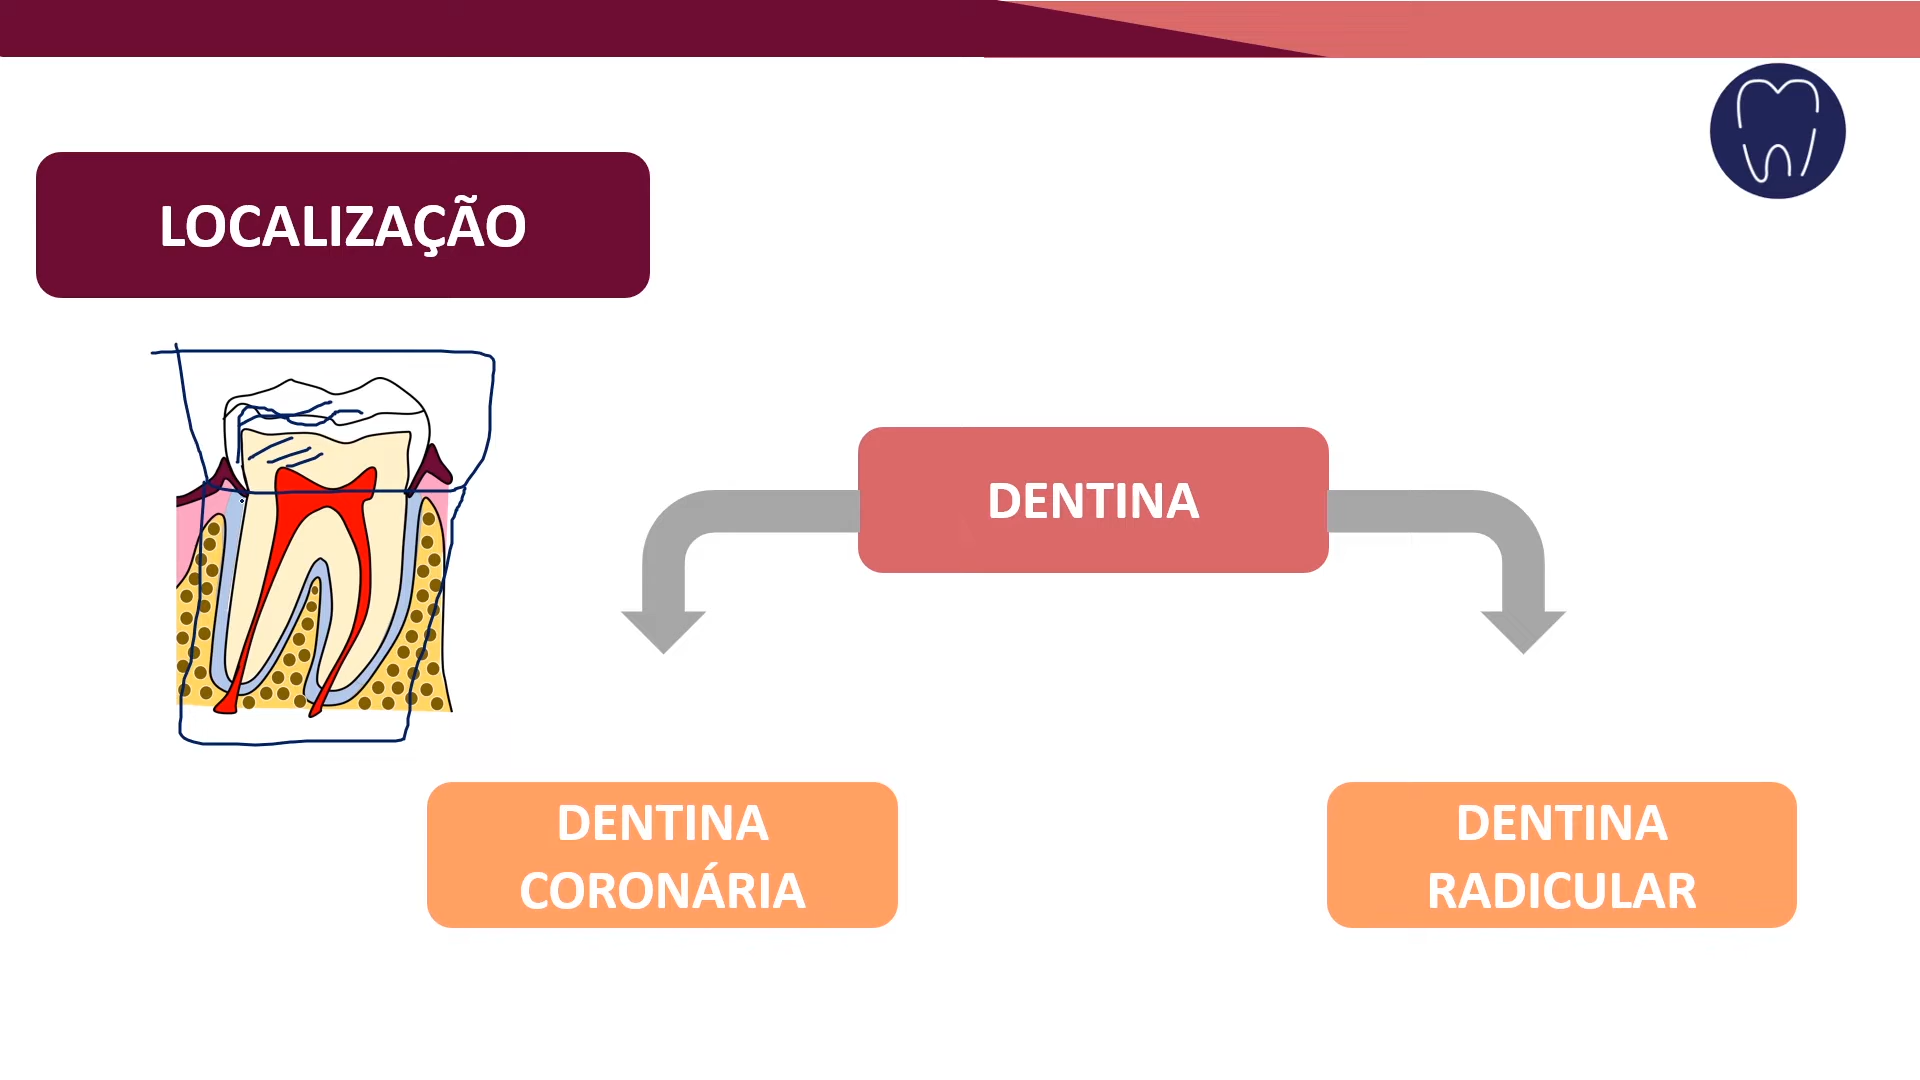 LOCALIZAÇÃO
DENTINA
DENTINA
CORONÁRIA
DENTINA
RADICULAR